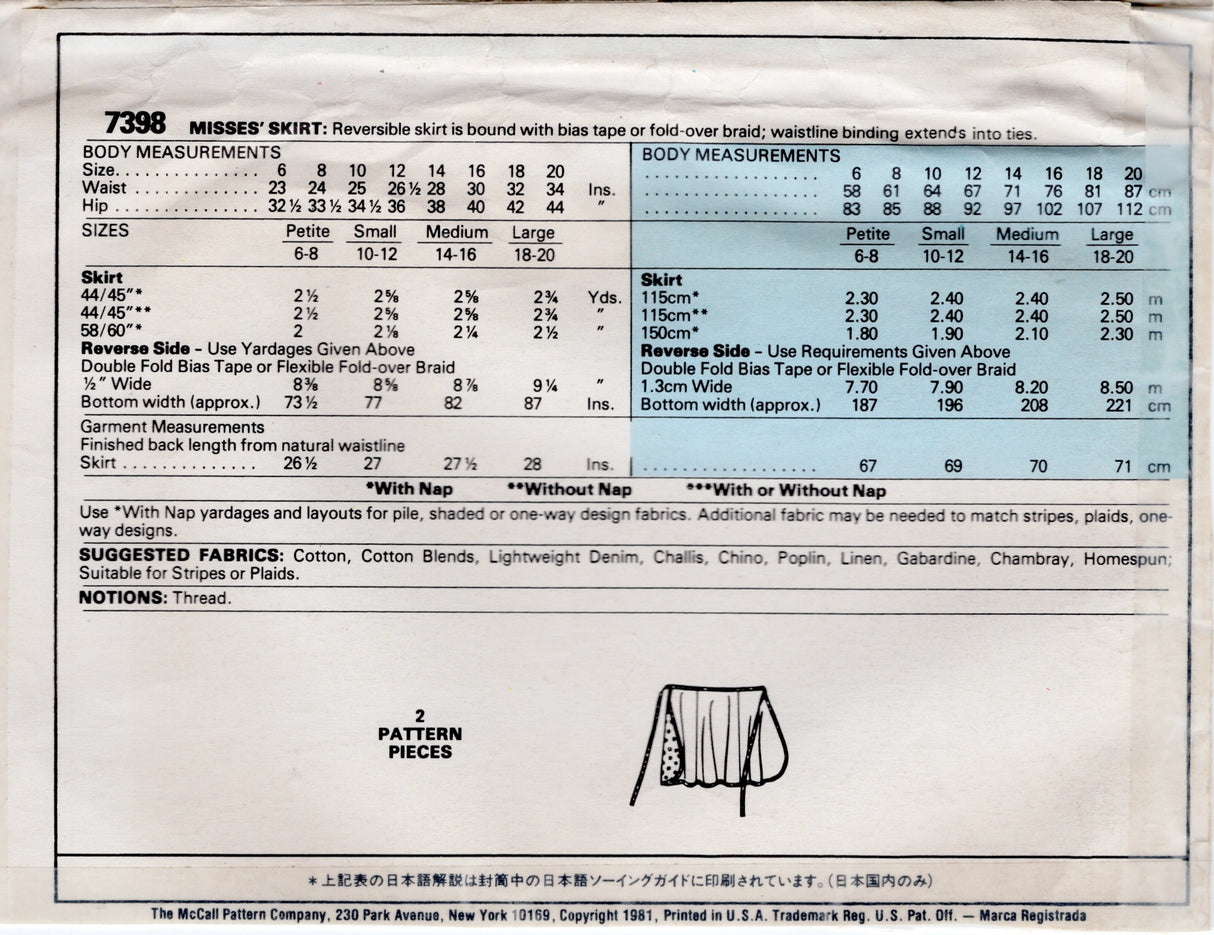 7398 MISSES' SKIRT: Reversible skirt is bound with bias tape or fold-over braid; waistline binding extends into ties.
BODY MEASUREMENTS
Size. . . . . . . . . . . . . . 6 8 10 12 14 16 18 20
Waist . . . . . . . . . . . . 23 24 25 26½ 28 30 32 34 Ins.
Hip . . . . . . . . . . . . . . 32½ 33½ 34½ 36 38 40 42 44 "
SIZES Petite Small Medium Large
6-8 10-12 14-16 18-20
Skirt
44/45"* 2½ 2⅝ 2⅝ 2¾ Yds.
44/45"** 2½ 2⅝ 2⅝ 2¾ "
58/60"* 2 2⅛ 2¼ 2½ "
Reverse Side – Use Yardages Given Above
Double Fold Bias Tape or Flexible Fold-over Braid
½" Wide 8⅜ 8⅝ 8⅞ 9¼ "
Bottom width (approx.) 73½ 77 82 87 Ins.
Garment Measurements
Finished back length from natural waistline
Skirt . . . . . . . . . . . . . 26½ 27 27½ 28 Ins.
BODY MEASUREMENTS
. . . . . . . . . . . . . . . . . 6 8 10 12 14 16 18 20
. . . . . . . . . . . . . . . . . 58 61 64 67 71 76 81 87 cm
. . . . . . . . . . . . . . . . . 83 85 88 92 97 102 107 112 cm
Petite Small Medium Large
6-8 10-12 14-16 18-20
Skirt
115cm* 2.30 2.40 2.40 2.50 m
115cm** 2.30 2.40 2.40 2.50 m
150cm* 1.80 1.90 2.10 2.30 m
Reverse Side – Use Requirements Given Above
Double Fold Bias Tape or Flexible Fold-over Braid
1.3cm Wide 7.70 7.90 8.20 8.50 m
Bottom width (approx.) 187 196 208 221 cm
. . . . . . . . . . . . . . . . . 67 69 70 71 cm
*With Nap **Without Nap ***With or Without Nap
Use *With Nap yardages and layouts for pile, shaded or one-way design fabrics. Additional fabric may be needed to match stripes, plaids, one-
way designs.
SUGGESTED FABRICS: Cotton, Cotton Blends, Lightweight Denim, Challis, Chino, Poplin, Linen, Gabardine, Chambray, Homespun;
Suitable for Stripes or Plaids.
NOTIONS: Thread.
2
PATTERN
PIECES
*上記表の日本語解説は封筒中の日本語ソーイングガイドに印刷されています。(日本国内のみ)
The McCall Pattern Company, 230 Park Avenue, New York 10169, Copyright 1981, Printed in U.S.A. Trademark Reg. U.S. Pat. Off. — Marca Registrada